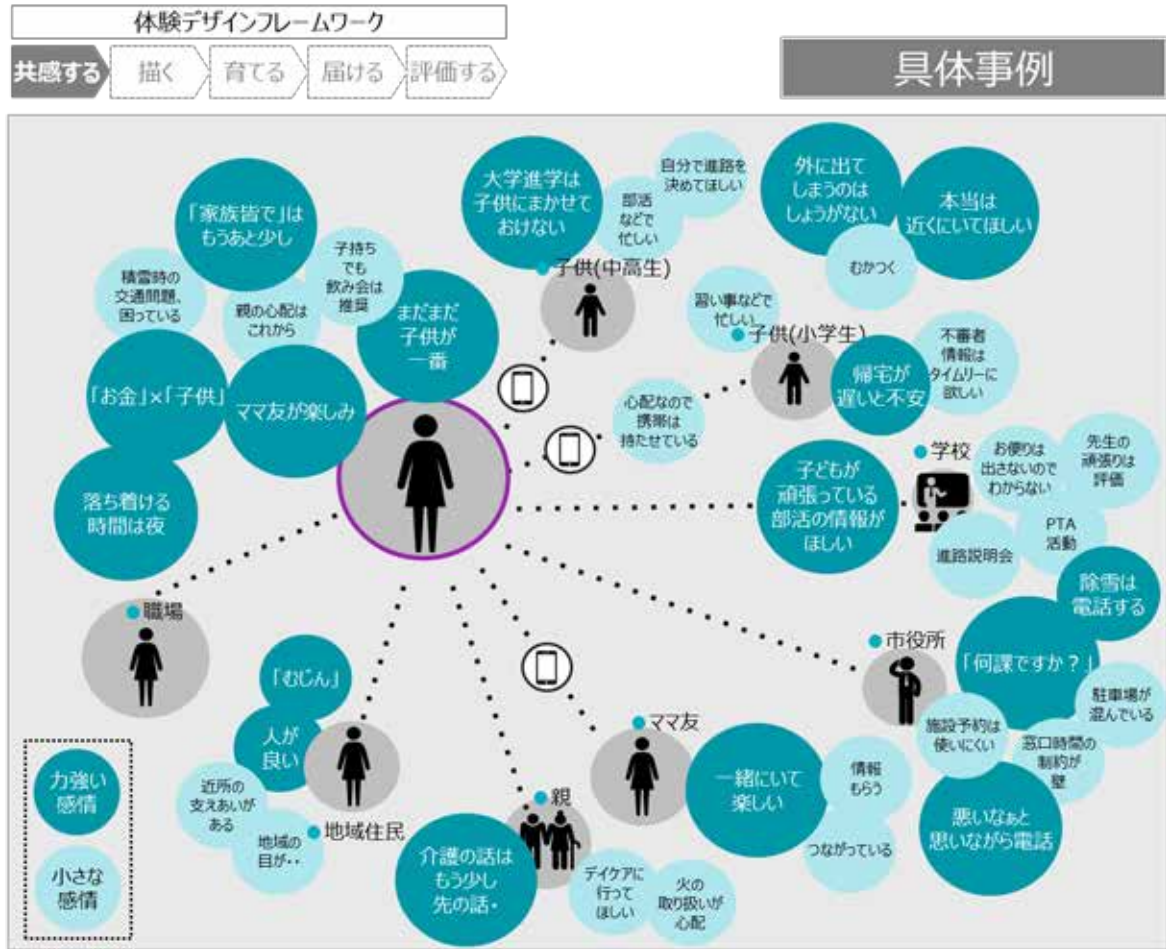 体験デザインフレームワーク
共感する
描く
育てる
届ける
評価する
具体事例
「家族皆で」は
もうあと少し
積雪時の
交通問題、
困っている
親の心配は
これから
子持ち
でも
飲み会は
推奨
まだまだ
子供が
一番
「お金」×「子供」
ママ友が楽しみ
落ち着ける
時間は夜
大学進学は
子供にまかせて
おけない
部活
などで
忙しい
自分で進路を
決めてほしい
子供(中高生)
外に出て
しまうのは
しょうがない
本当は
近くにいてほしい
むかつく
習い事などで
忙しい
子供(小学生)
帰宅が
遅いと不安
不審者
情報は
タイムリーに
欲しい
心配なので
携帯は
持たせている
子どもが
頑張っている
部活の情報が
ほしい
学校
お便りは
出さないので
わからない
先生の
頑張りは
評価
PTA
活動
進路説明会
除雪は
電話する
市役所
「何課ですか？」
駐車場が
混んでいる
施設予約は
使いにくい
窓口時間の
制約が
壁
悪いなぁと
思いながら電話
職場
「むじん」
人が
良い
近所の
支えあいが
ある
地域の
目が・・
地域住民
親
介護の話は
もう少し
先の話・
デイケアに
行って
ほしい
火の
取り扱いが
心配
ママ友
一緒にいて
楽しい
情報
もらう
つながっている
力強い
感情
小さな
感情